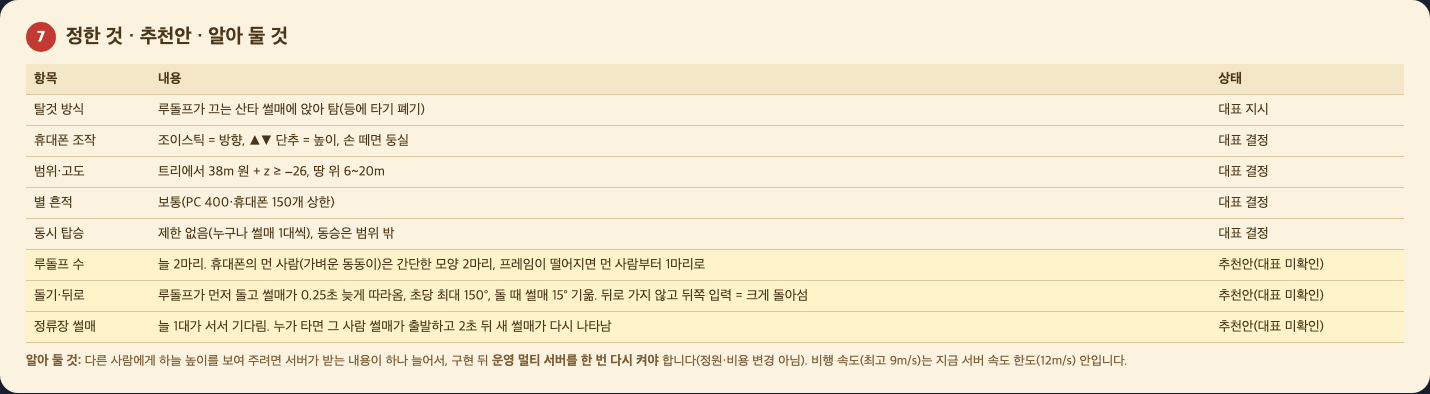 7 정한 것 · 추천안 · 알아 둘 것
항목 내용 상태
탈것 방식 루돌프가 끄는 산타 썰매에 앉아 탐(등에 타기 폐기) 대표 지시
휴대폰 조작 조이스틱 = 방향, ▲▼ 단추 = 높이, 손 떼면 둥실 대표 결정
범위·고도 트리에서 38m 원 + z ≥ –26, 땅 위 6~20m 대표 결정
별 흔적 보통(PC 400·휴대폰 150개 상한) 대표 결정
동시 탑승 제한 없음(누구나 썰매 1대씩), 동승은 범위 밖 대표 결정
루돌프 수 늘 2마리. 휴대폰의 먼 사람(가벼운 동동이)은 간단한 모양 2마리, 프레임이 떨어지면 먼 사람부터 1마리로 추천안(대표 미확인)
돌기·뒤로 루돌프가 먼저 돌고 썰매가 0.25초 늦게 따라옴, 초당 최대 150°, 돌 때 썰매 15° 기욺. 뒤로 가지 않고 뒤쪽 입력 = 크게 돌아섬 추천안(대표 미확인)
정류장 썰매 늘 1대가 서서 기다림. 누가 타면 그 사람 썰매가 출발하고 2초 뒤 새 썰매가 다시 나타남 추천안(대표 미확인)
알아 둘 것: 다른 사람에게 하늘 높이를 보여 주려면 서버가 받는 내용이 하나 늘어서, 구현 뒤 운영 멀티 서버를 한 번 다시 켜야 합니다(정원·비용 변경 아님). 비행 속도(최고 9m/s)는 지금 서버 속도 한도(12m/s) 안입니다.